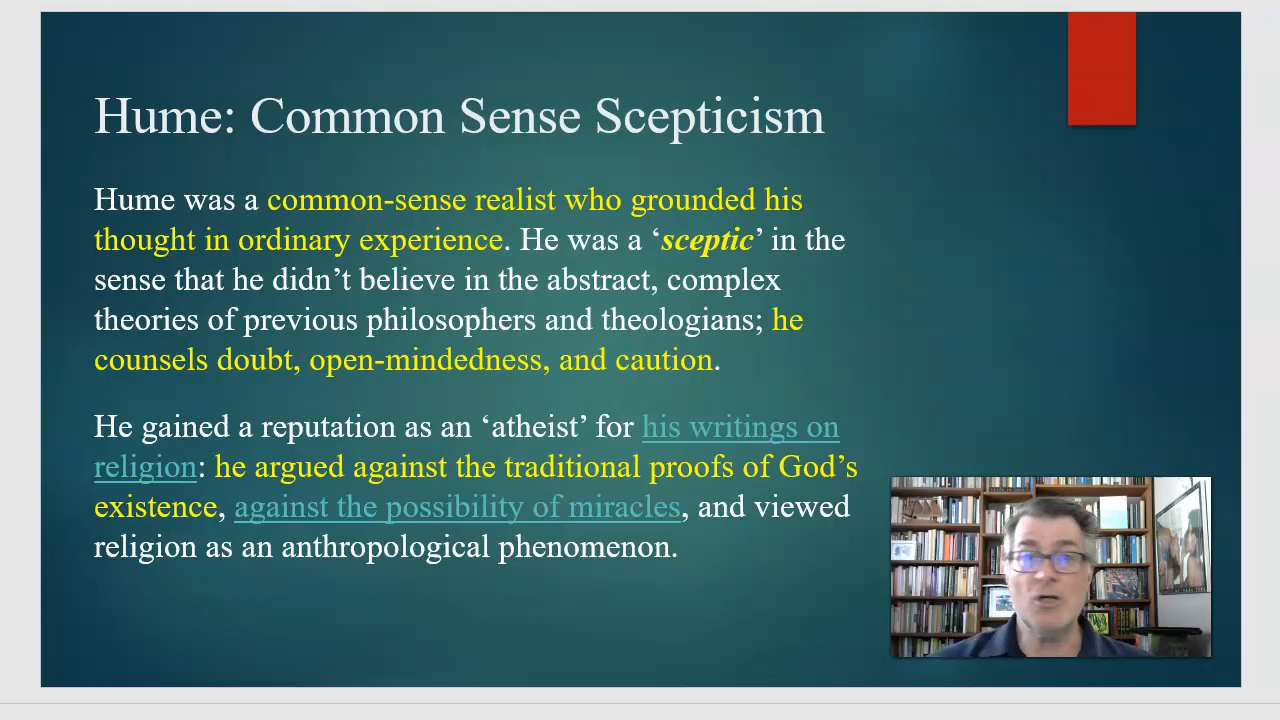 Hume: Common Sense Scepticism
Hume was a common-sense realist who grounded his
thought in ordinary experience. He was a ‘sceptic’ in the
sense that he didn’t believe in the abstract, complex
theories of previous philosophers and theologians; he
counsels doubt, open-mindedness, and caution.
He gained a reputation as an ‘atheist’ for his writings on
religion: he argued against the traditional proofs of God’s
existence, against the possibility of miracles, and viewed
religion as an anthropological phenomenon.